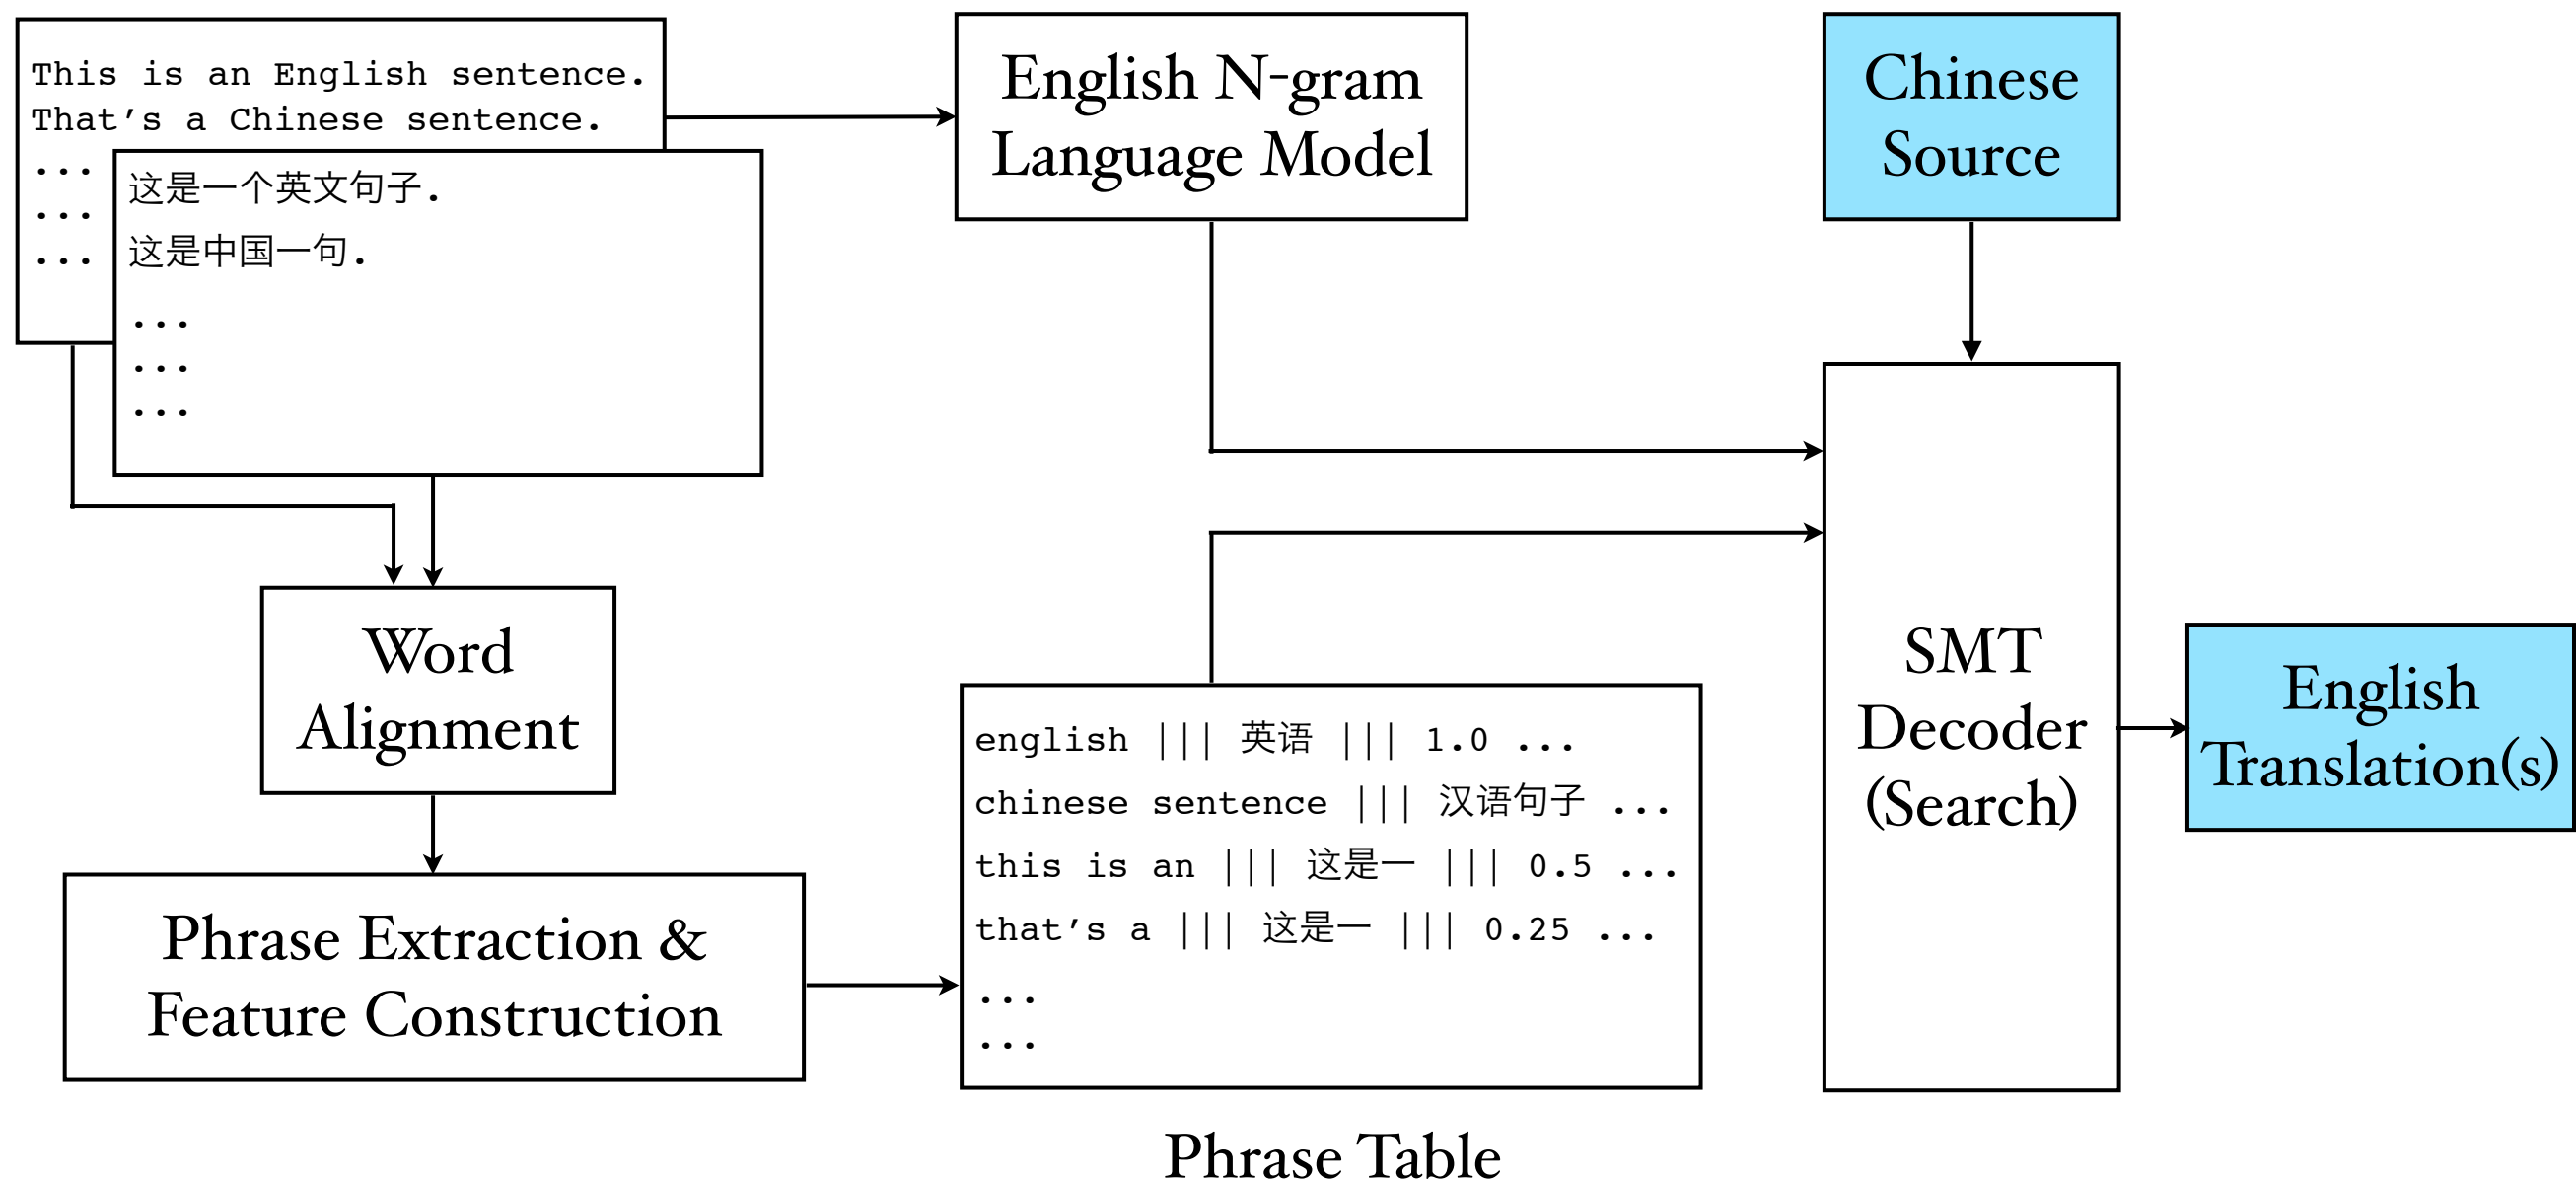 This is an English sentence.
That’s a Chinese sentence.
...
...
...
这是一个英文句子.
这是中国一句.
...
...
...
English N-gram
Language Model
Chinese
Source
Word
Alignment
Phrase Extraction &
Feature Construction
english ||| 英语 ||| 1.0 ...
chinese sentence ||| 汉语句子 ...
this is an ||| 这是一 ||| 0.5 ...
that’s a ||| 这是一 ||| 0.25 ...
...
...
Phrase Table
SMT
Decoder
(Search)
English
Translation(s)